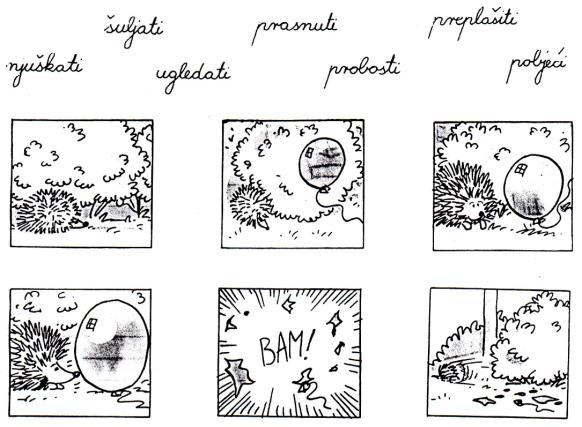 šuljati prasnuti preplašiti
njuškati ugledati probosti pobjeći
BAM!